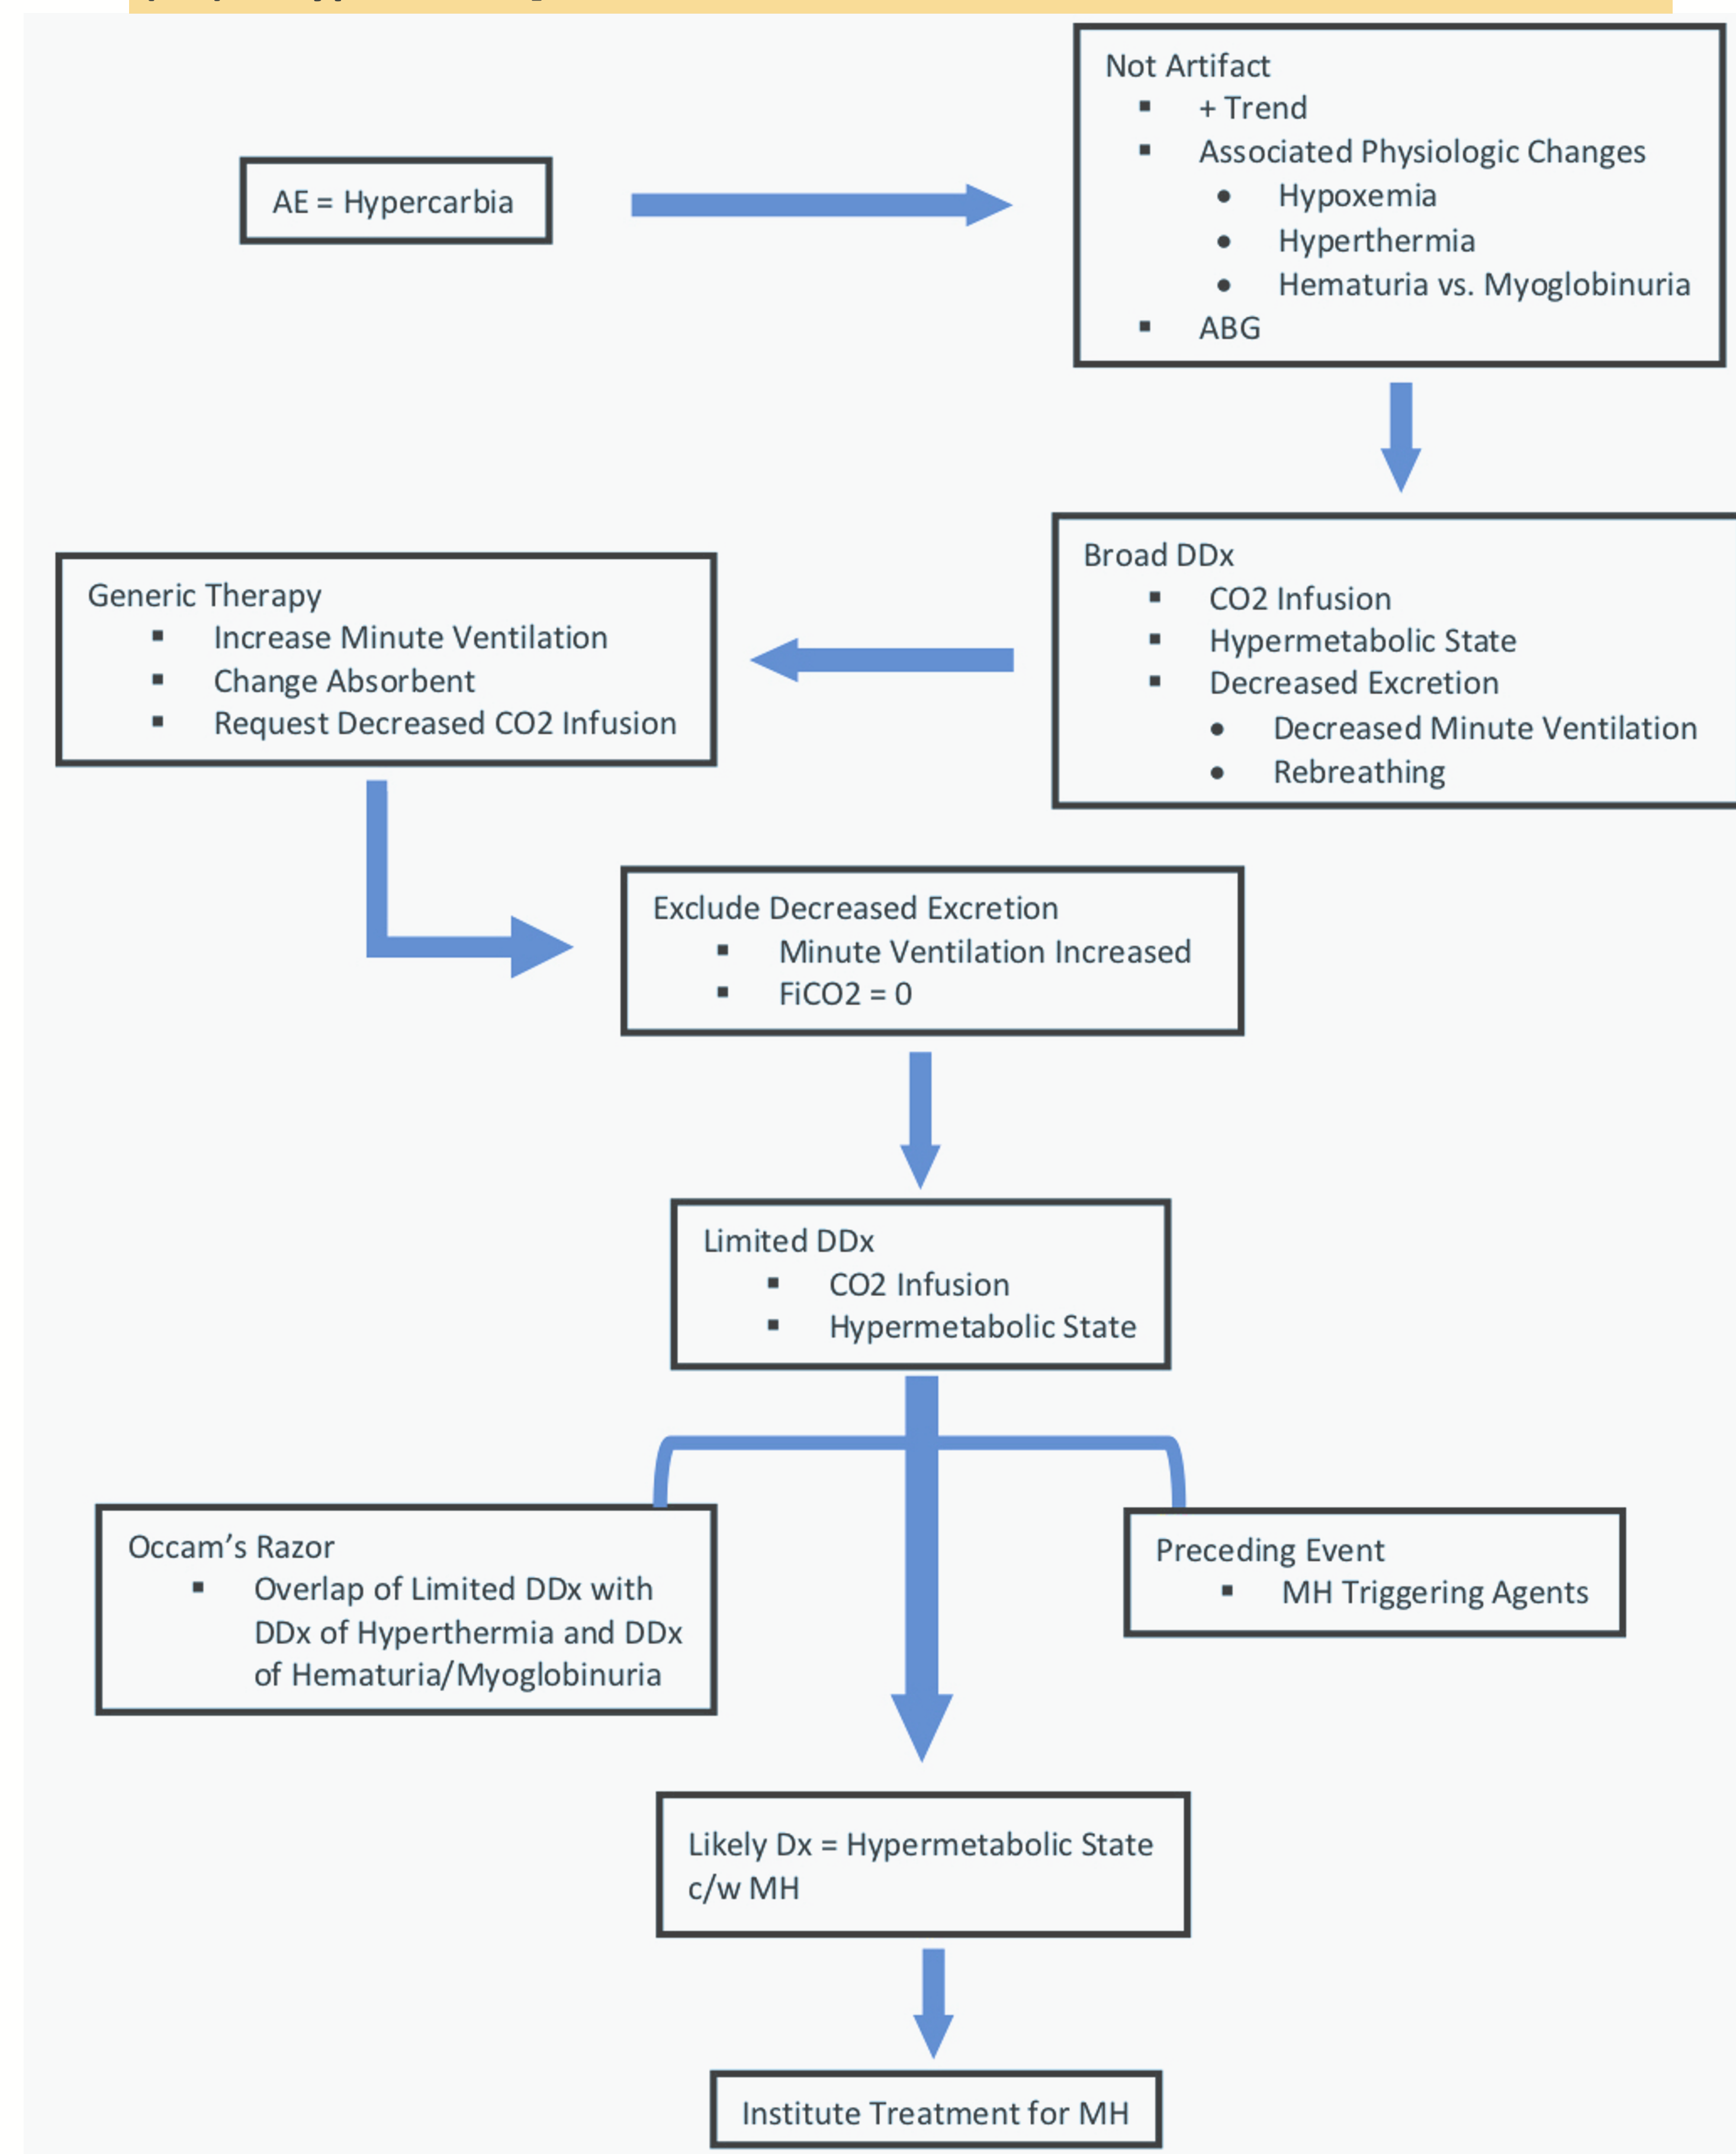 AE = Hypercarbia
Not Artifact
▪ + Trend
▪ Associated Physiologic Changes
• Hypoxemia
• Hyperthermia
• Hematuria vs. Myoglobinuria
▪ ABG
Broad DDx
▪ CO2 Infusion
▪ Hypermetabolic State
▪ Decreased Excretion
• Decreased Minute Ventilation
• Rebreathing
Generic Therapy
▪ Increase Minute Ventilation
▪ Change Absorbent
▪ Request Decreased CO2 Infusion
Exclude Decreased Excretion
▪ Minute Ventilation Increased
▪ FiCO2 = 0
Limited DDx
▪ CO2 Infusion
▪ Hypermetabolic State
Occam’s Razor
▪ Overlap of Limited DDx with
DDx of Hyperthermia and DDx
of Hematuria/Myoglobinuria
Preceding Event
▪ MH Triggering Agents
Likely Dx = Hypermetabolic State
c/w MH
Institute Treatment for MH